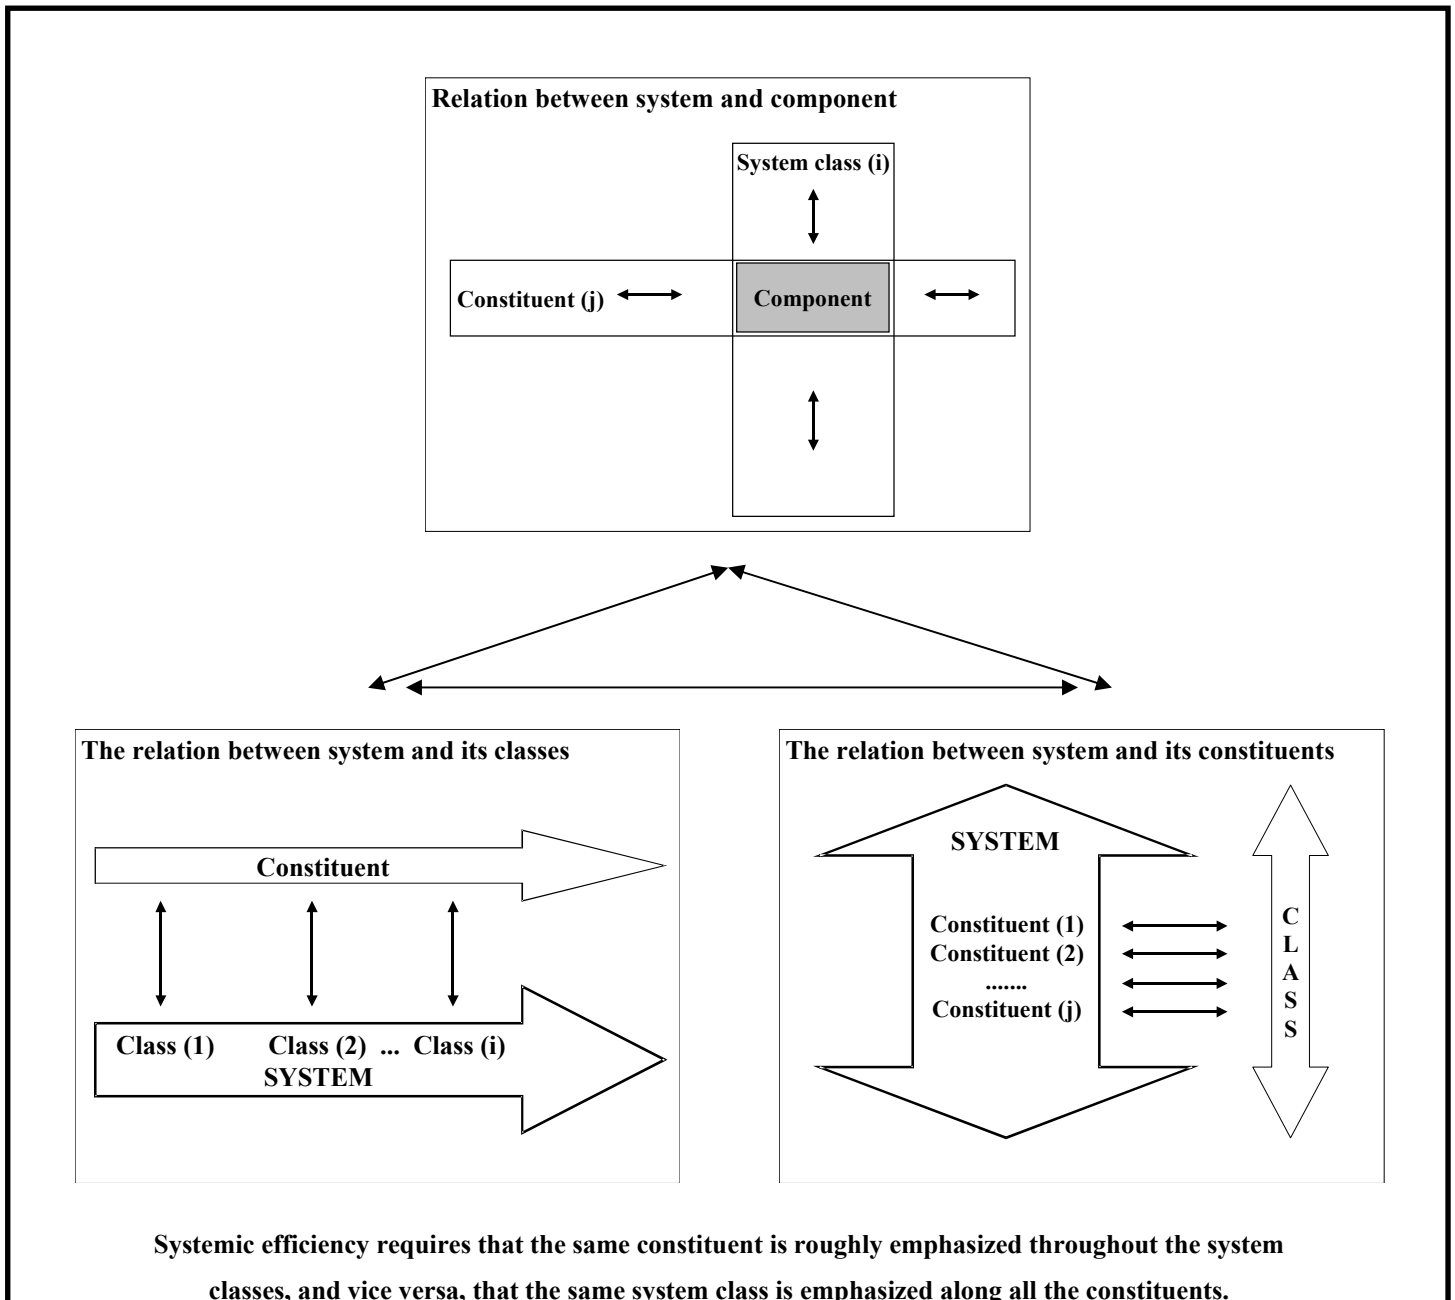 Relation between system and component
System class (i)
Constituent (j)
Component
The relation between system and its classes
Constituent
Class (1) Class (2) ... Class (i)
SYSTEM
The relation between system and its constituents
SYSTEM
Constituent (1)
Constituent (2)
.......
Constituent (j)
C
L
A
S
S
Systemic efficiency requires that the same constituent is roughly emphasized throughout the system
classes, and vice versa, that the same system class is emphasized along all the constituents.